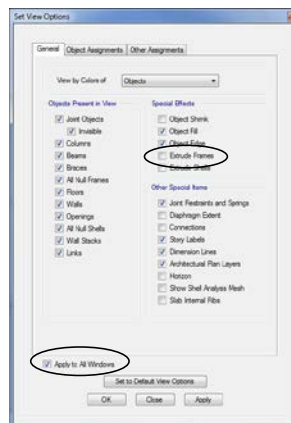 Set View Options
General Object Assignments Other Assignments
View by Colors of Objects
Objects Present in View
Joint Objects
Invisible
Columns
Beams
Braces
All Null Frames
Floors
Walls
Openings
All Null Shells
Wall Stacks
Links
Special Effects
Object Shrink
Object Fill
Object Edge
Extrude Frames
Extrude Shells
Other Special Items
Joint Restraints and Springs
Diaphragm Extent
Connections
Story Labels
Dimension Lines
Architectural Plan Layers
Horizon
Show Shell Analysis Mesh
Slab Internal Ribs
Apply to All Windows
Set to Default View Options
OK Close Apply